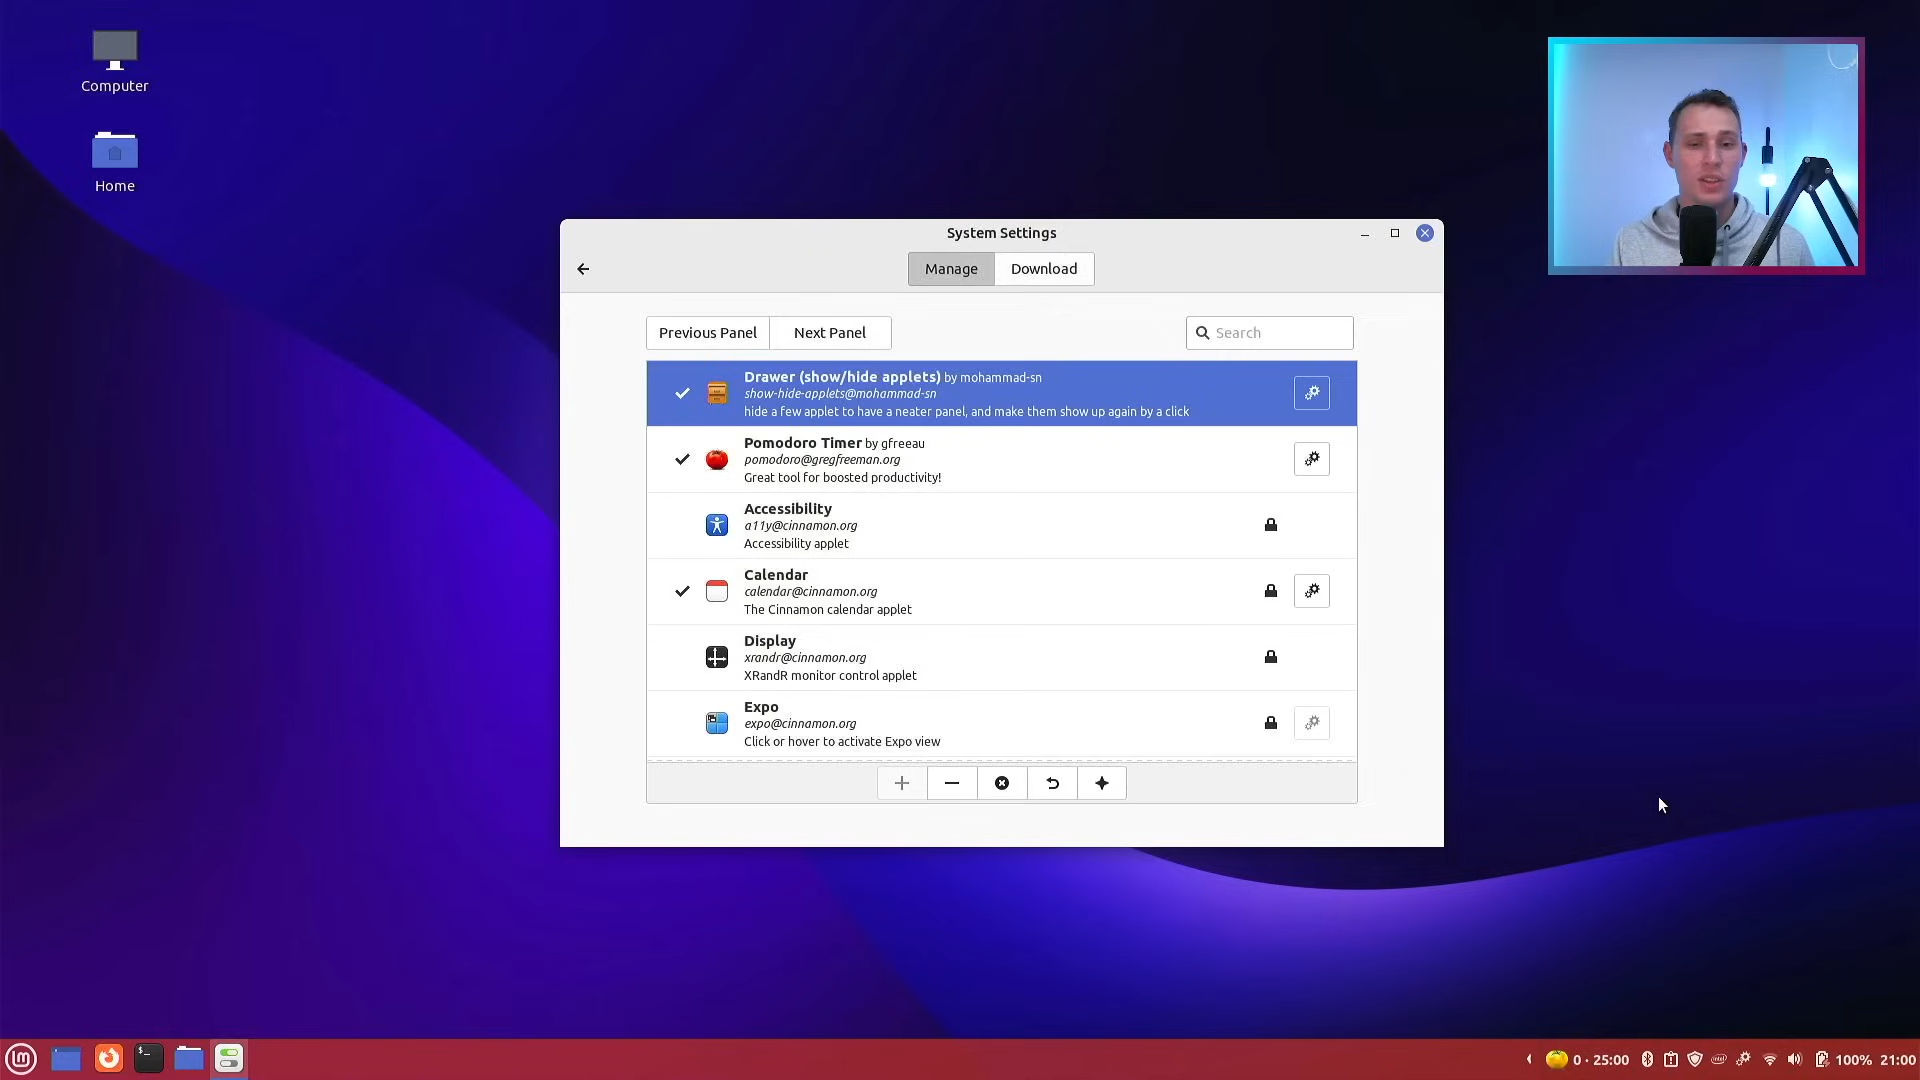 Computer
Home
System Settings
Manage
Download
Previous Panel
Next Panel
Search
Drawer (show/hide applets) by mohammad-sn
show-hide-applets@mohammad-sn
hide a few applet to have a neater panel, and make them show up again by a click
Pomodoro Timer by gfreeau
pomodoro@gregfreeman.org
Great tool for boosted productivity!
Accessibility
a11y@cinnamon.org
Accessibility applet
Calendar
calendar@cinnamon.org
The Cinnamon calendar applet
Display
xrandr@cinnamon.org
XRandR monitor control applet
Expo
expo@cinnamon.org
Click or hover to activate Expo view
0 · 25:00
intel
100%
21:00